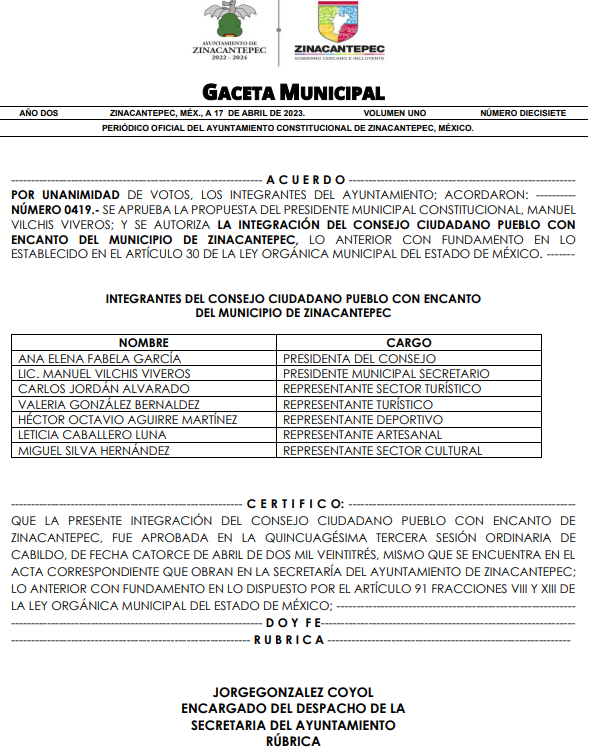 AYUNTAMIENTO DE
ZINACANTEPEC
2022 - 2024
ZINACANTEPEC
GOBIERNO CERCANO E INCLUYENTE
GACETA MUNICIPAL
AÑO DOS ZINACANTEPEC, MÉX., A 17 DE ABRIL DE 2023. VOLUMEN UNO NÚMERO DIECISIETE
PERIÓDICO OFICIAL DEL AYUNTAMIENTO CONSTITUCIONAL DE ZINACANTEPEC, MÉXICO.
---------------------------------------------------- A C U E R D O ----------------------------------------------------
POR UNANIMIDAD DE VOTOS, LOS INTEGRANTES DEL AYUNTAMIENTO; ACORDARON: ----------
NÚMERO 0419.- SE APRUEBA LA PROPUESTA DEL PRESIDENTE MUNICIPAL CONSTITUCIONAL, MANUEL
VILCHIS VIVEROS; Y SE AUTORIZA LA INTEGRACIÓN DEL CONSEJO CIUDADANO PUEBLO CON
ENCANTO DEL MUNICIPIO DE ZINACANTEPEC, LO ANTERIOR CON FUNDAMENTO EN LO
ESTABLECIDO EN EL ARTÍCULO 30 DE LA LEY ORGÁNICA MUNICIPAL DEL ESTADO DE MÉXICO. -------
INTEGRANTES DEL CONSEJO CIUDADANO PUEBLO CON ENCANTO
DEL MUNICIPIO DE ZINACANTEPEC
NOMBRE CARGO
ANA ELENA FABELA GARCÍA PRESIDENTA DEL CONSEJO
LIC. MANUEL VILCHIS VIVEROS PRESIDENTE MUNICIPAL SECRETARIO
CARLOS JORDÁN ALVARADO REPRESENTANTE SECTOR TURÍSTICO
VALERIA GONZÁLEZ BERNALDEZ REPRESENTANTE TURÍSTICO
HÉCTOR OCTAVIO AGUIRRE MARTÍNEZ REPRESENTANTE DEPORTIVO
LETICIA CABALLERO LUNA REPRESENTANTE ARTESANAL
MIGUEL SILVA HERNÁNDEZ REPRESENTANTE SECTOR CULTURAL
------------------------------------------------ C E R T I F I C O: ------------------------------------------------
QUE LA PRESENTE INTEGRACIÓN DEL CONSEJO CIUDADANO PUEBLO CON ENCANTO DE
ZINACANTEPEC, FUE APROBADA EN LA QUINCUAGÉSIMA TERCERA SESIÓN ORDINARIA DE
CABILDO, DE FECHA CATORCE DE ABRIL DE DOS MIL VEINTITRÉS, MISMO QUE SE ENCUENTRA EN EL
ACTA CORRESPONDIENTE QUE OBRAN EN LA SECRETARÍA DEL AYUNTAMIENTO DE ZINACANTEPEC;
LO ANTERIOR CON FUNDAMENTO EN LO DISPUESTO POR EL ARTÍCULO 91 FRACCIONES VIII Y XIII DE
LA LEY ORGÁNICA MUNICIPAL DEL ESTADO DE MÉXICO; --------------------------------------------------
---------------------------------------------------- D O Y F E----------------------------------------------------
-------------------------------------------------- R U B R I C A --------------------------------------------------
JORGEGONZALEZ COYOL
ENCARGADO DEL DESPACHO DE LA
SECRETARIA DEL AYUNTAMIENTO
RÚBRICA